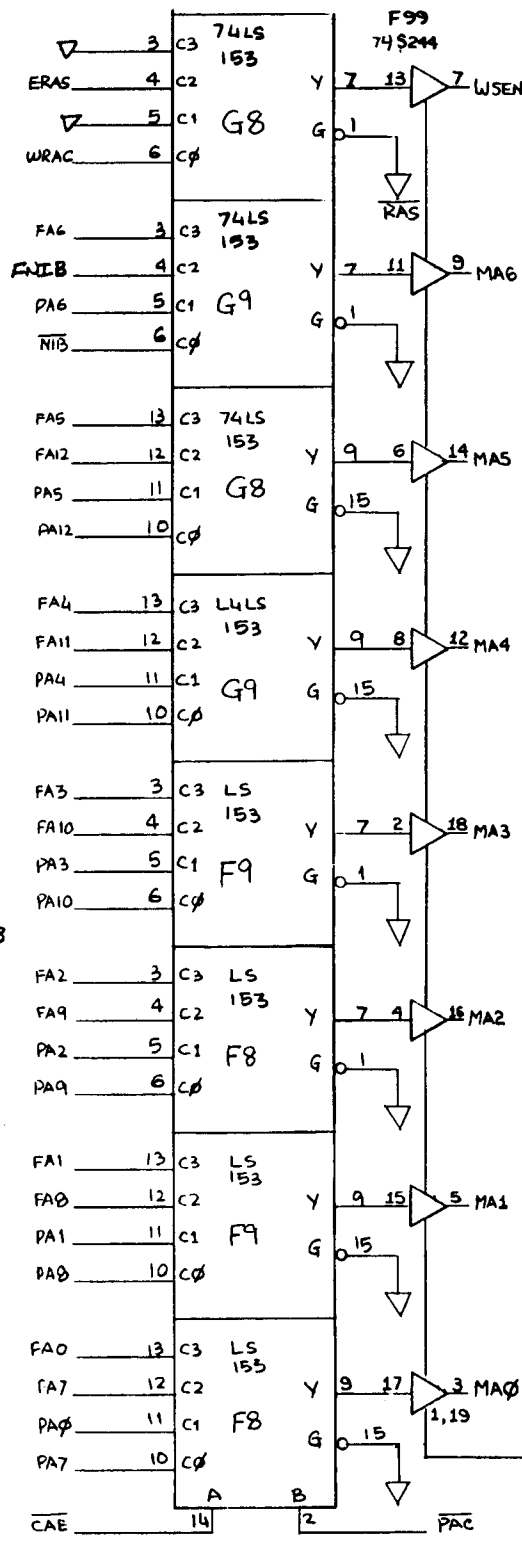 F99
74S244
3 C3 74LS
153
ERAS 4 C2 Y 7 13 7 WSEN
5 C1 G8
G 1
WRAC 6 CØ
RAS
FA6 3 C3 74LS
153
FNIB 4 C2 Y 7 11 9 MA6
PA6 5 C1 G9
G 1
NIB 6 CØ
FA5 13 C3 74LS
153
FA12 12 C2 Y 9 6 14 MA5
PA5 11 C1 G8
G 15
PA12 10 CØ
FA4 13 C3 L4LS
153
FA11 12 C2 Y 9 8 12 MA4
PA4 11 C1 G9
G 15
PA11 10 CØ
FA3 3 C3 LS
153
FA10 4 C2 Y 7 2 18 MA3
PA3 5 C1 F9
G 1
PA10 6 CØ
FA2 3 C3 LS
153
FA9 4 C2 Y 7 4 16 MA2
PA2 5 C1 F8
G 1
PA9 6 CØ
FA1 13 C3 LS
153
FA8 12 C2 Y 9 15 5 MA1
PA1 11 C1 F9
G 15
PA8 10 CØ
FA0 13 C3 LS
153
FA7 12 C2 Y 9 17 3 MAØ
1,19
PAØ 11 C1 F8
G 15
PA7 10 CØ
A B
CAE 14 2 PAC